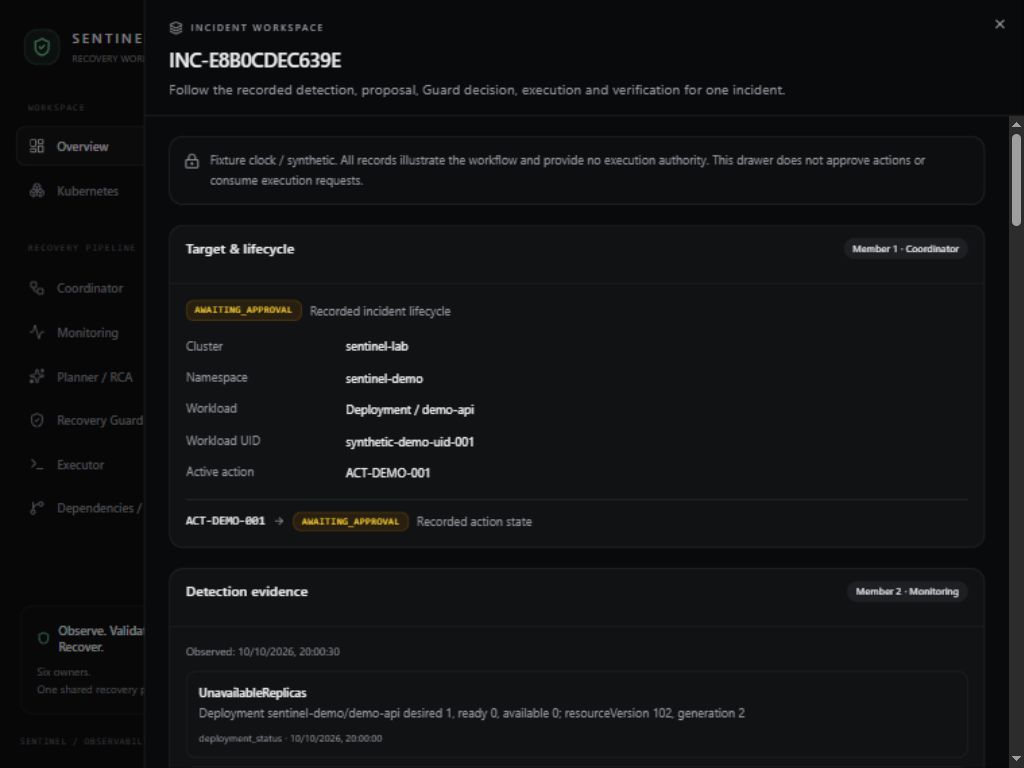 SENTINE
RECOVERY WOR
WORKSPACE
Overview
Kubernetes
RECOVERY PIPELINE
Coordinator
Monitoring
Planner / RCA
Recovery Guard
Executor
Dependencies /
Observe. Valida
Recover.
Six owners.
One shared recovery p
SENTINEL / OBSERVABIL
INCIDENT WORKSPACE
INC-E8B0CDEC639E
Follow the recorded detection, proposal, Guard decision, execution and verification for one incident.
Fixture clock / synthetic. All records illustrate the workflow and provide no execution authority. This drawer does not approve actions or
consume execution requests.
Target & lifecycle
Member 1 · Coordinator
AWAITING_APPROVAL Recorded incident lifecycle
Cluster sentinel-lab
Namespace sentinel-demo
Workload Deployment / demo-api
Workload UID synthetic-demo-uid-001
Active action ACT-DEMO-001
ACT-DEMO-001 → AWAITING_APPROVAL Recorded action state
Detection evidence
Member 2 · Monitoring
Observed: 10/10/2026, 20:00:30
UnavailableReplicas
Deployment sentinel-demo/demo-api desired 1, ready 0, available 0; resourceVersion 102, generation 2
deployment_status · 10/10/2026, 20:00:00